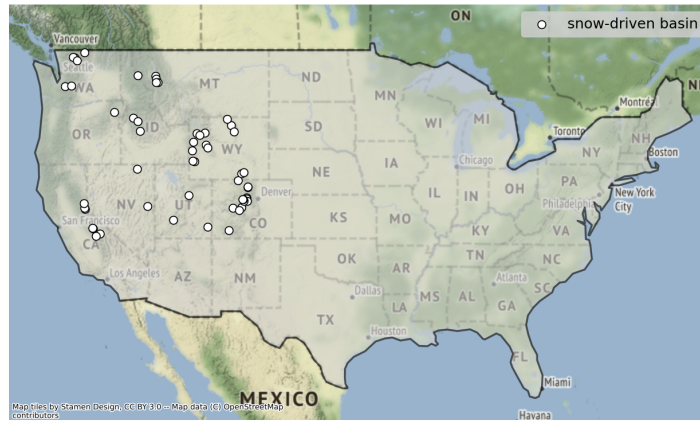 ON
snow-driven basin
Vancouver
Seattle
WA
MT
ND
MN
Montréal
OR
ID
SD
WI
MI
Toronto
NH
WY
NY
Boston
IA
Chicago
NE
PA
New York
City
NV
UT
Denver
IL
IN
OH
Philadelphia
San Francisco
CO
KS
MO
KY
VA
CA
Los Angeles
AZ
NM
OK
AR
TN
NC
SC
Atlanta
Dallas
LA
MS
AL
GA
TX
Houston
FL
Miami
MEXICO
Havana
Map tiles by Stamen Design, CC BY 3.0 -- Map data (C) OpenStreetMap
contributors